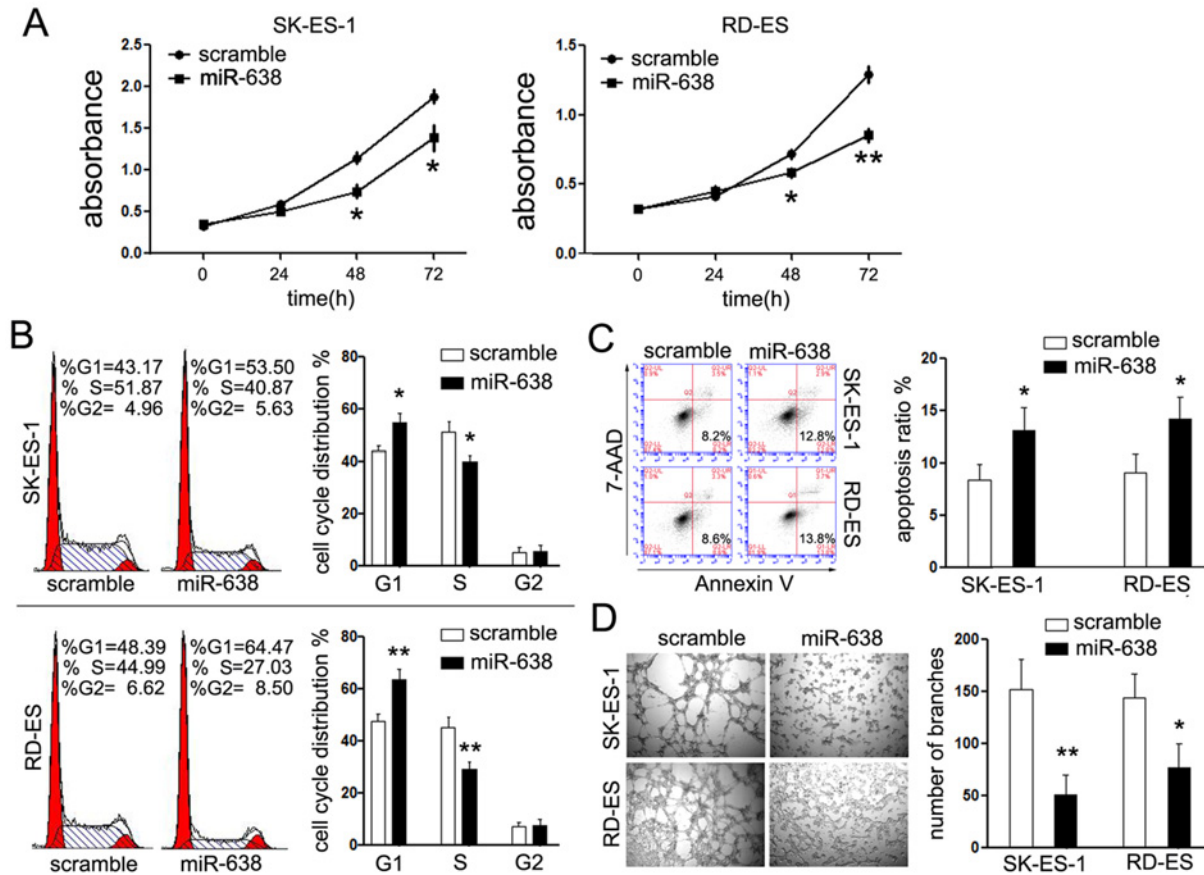 A
SK-ES-1
scramble
miR-638
absorbance
2.5
2.0
1.5
1.0
0.5
0.0
0 24 48 72
time(h)
*
*
RD-ES
scramble
miR-638
absorbance
1.5
1.0
0.5
0.0
0 24 48 72
time(h)
*
**
B
SK-ES-1
%G1=43.17
% S=51.87
%G2= 4.96
scramble
%G1=53.50
% S=40.87
%G2= 5.63
miR-638
cell cycle distribution %
80
60
40
20
0
scramble
miR-638
*
*
G1 S G2
RD-ES
%G1=48.39
% S=44.99
%G2= 6.62
scramble
%G1=64.47
% S=27.03
%G2= 8.50
miR-638
cell cycle distribution %
80
60
40
20
0
scramble
miR-638
**
**
G1 S G2
C
scramble miR-638
7-AAD
8.2%
12.8%
SK-ES-1
8.6%
13.8%
RD-ES
Annexin V
apoptosis ratio %
20
15
10
5
0
scramble
miR-638
*
*
SK-ES-1 RD-ES
D
scramble miR-638
SK-ES-1
RD-ES
number of branches
200
150
100
50
0
scramble
miR-638
**
*
SK-ES-1 RD-ES